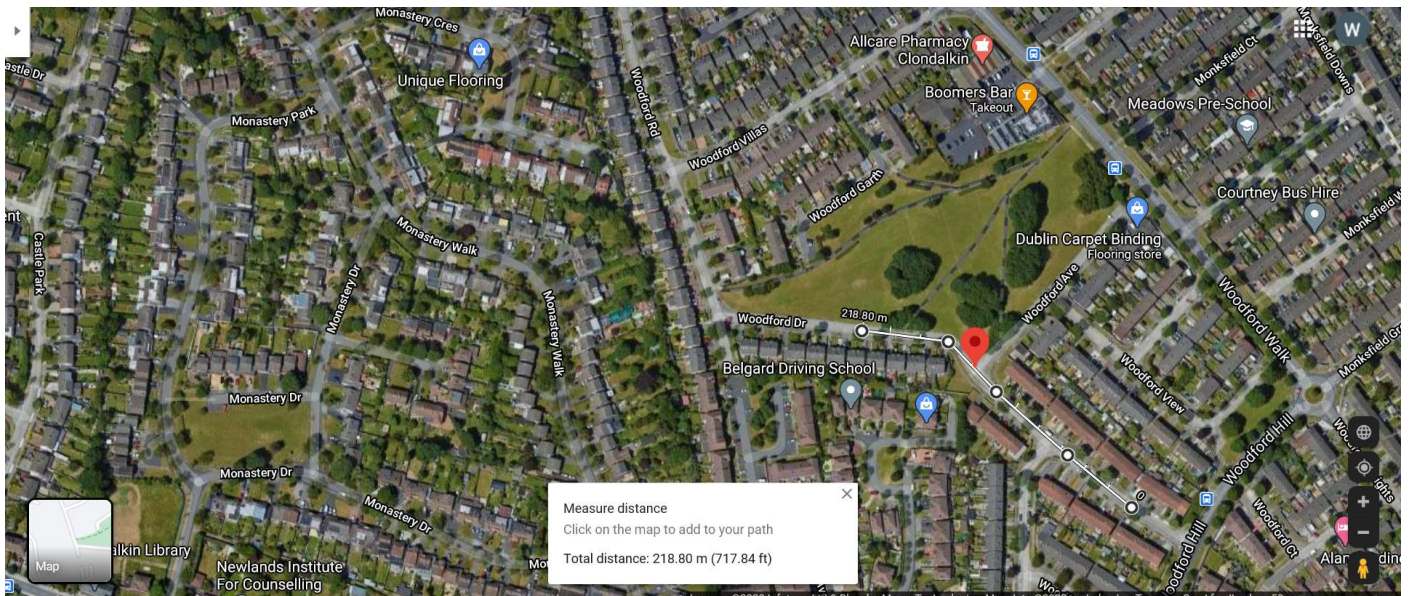 Monastery Cres
Unique Flooring
Monastery Park
Castle Park
Monastery Walk
Monastery Dr
Monastery Walk
Monastery Dr
Monastery Dr
Monastery Dr
Newlands Institute
For Counselling
Map
Woodford Rd
Woodford Villas
Woodford Garth
Allcare Pharmacy
Clondalkin
Boomers Bar
Takeout
W
Monksfield Ct
Monksfield Downs
Meadows Pre-School
Courtney Bus Hire
Dublin Carpet Binding
Flooring store
Woodford Ave
Woodford Walk
Woodford View
Woodford Hill
Woodford Hill
Woodford Ct
Woodford Dr
218.80 m
0
Belgard Driving School
Measure distance
Click on the map to add to your path
Total distance: 218.80 m (717.84 ft)